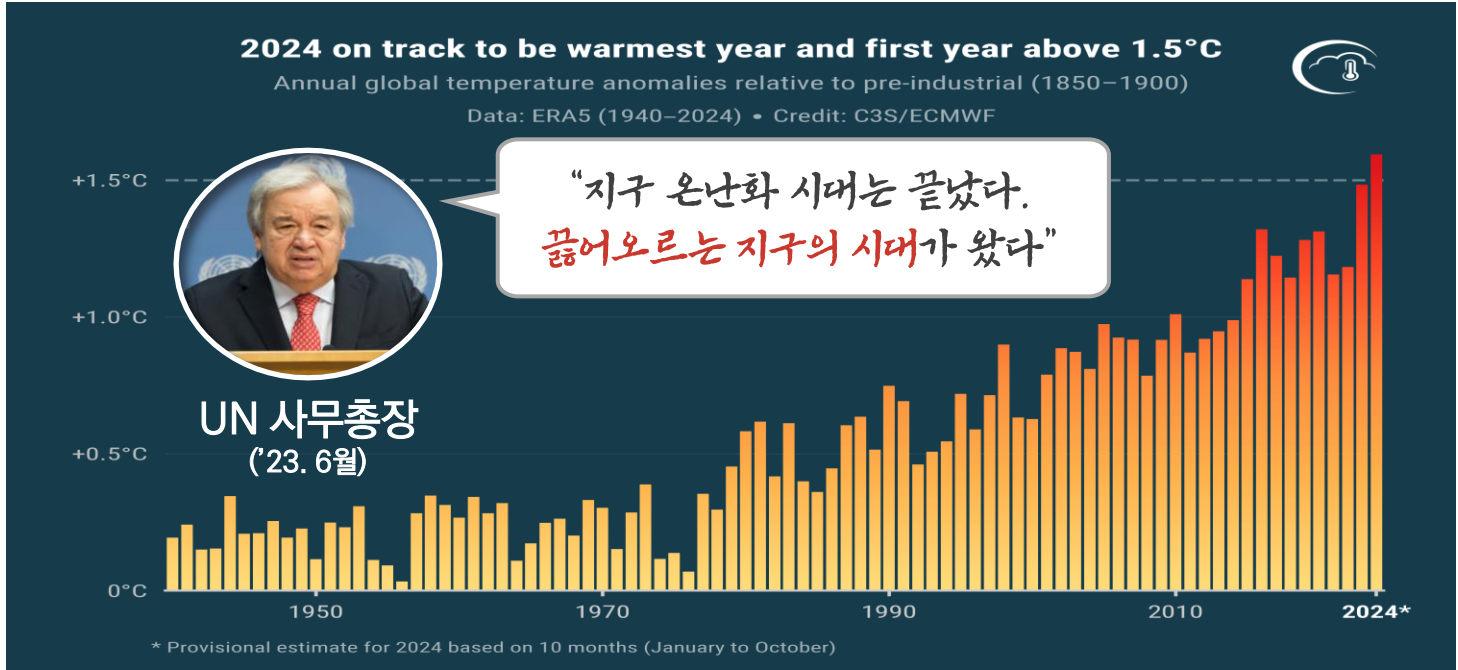 2024 on track to be warmest year and first year above 1.5°C
Annual global temperature anomalies relative to pre-industrial (1850–1900)
Data: ERA5 (1940–2024) • Credit: C3S/ECMWF
“지구 온난화 시대는 끝났다.
끓어오르는 지구의 시대가 왔다”
UN 사무총장
(’23. 6월)
+1.5°C
+1.0°C
+0.5°C
0°C
1950 1970 1990 2010 2024*
* Provisional estimate for 2024 based on 10 months (January to October)